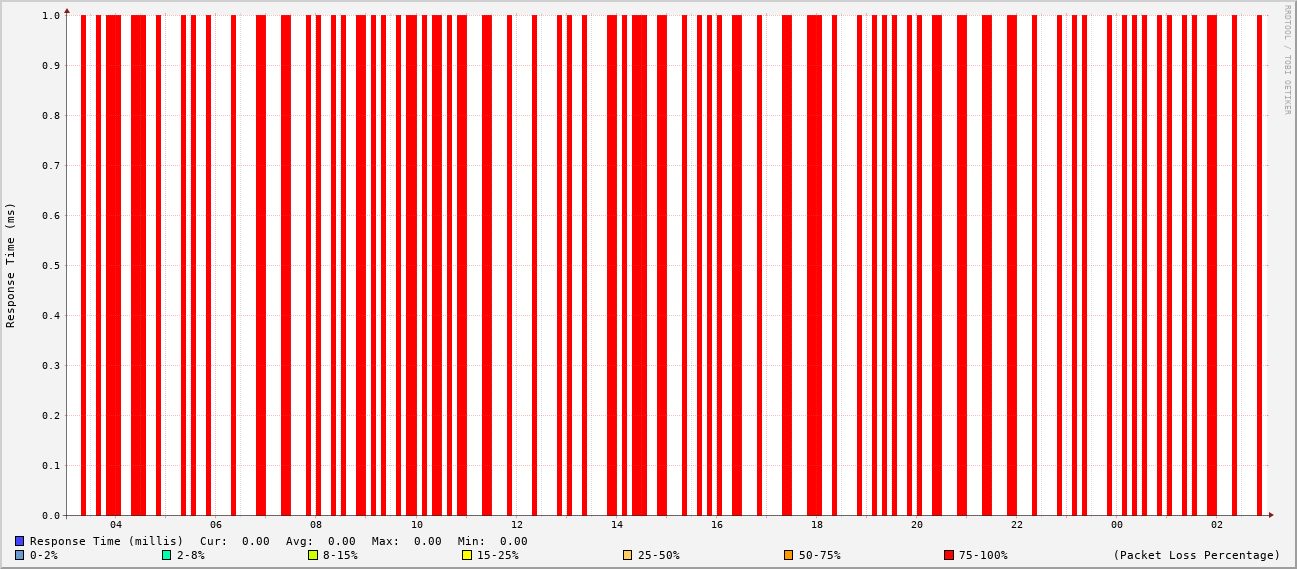 RRDTOOL / TOBI OETIKER
Response Time (ms)
1.0
0.9
0.8
0.7
0.6
0.5
0.4
0.3
0.2
0.1
0.0
04 06 08 10 12 14 16 18 20 22 00 02
Response Time (millis) Cur: 0.00 Avg: 0.00 Max: 0.00 Min: 0.00
0-2% 2-8% 8-15% 15-25% 25-50% 50-75% 75-100% (Packet Loss Percentage)